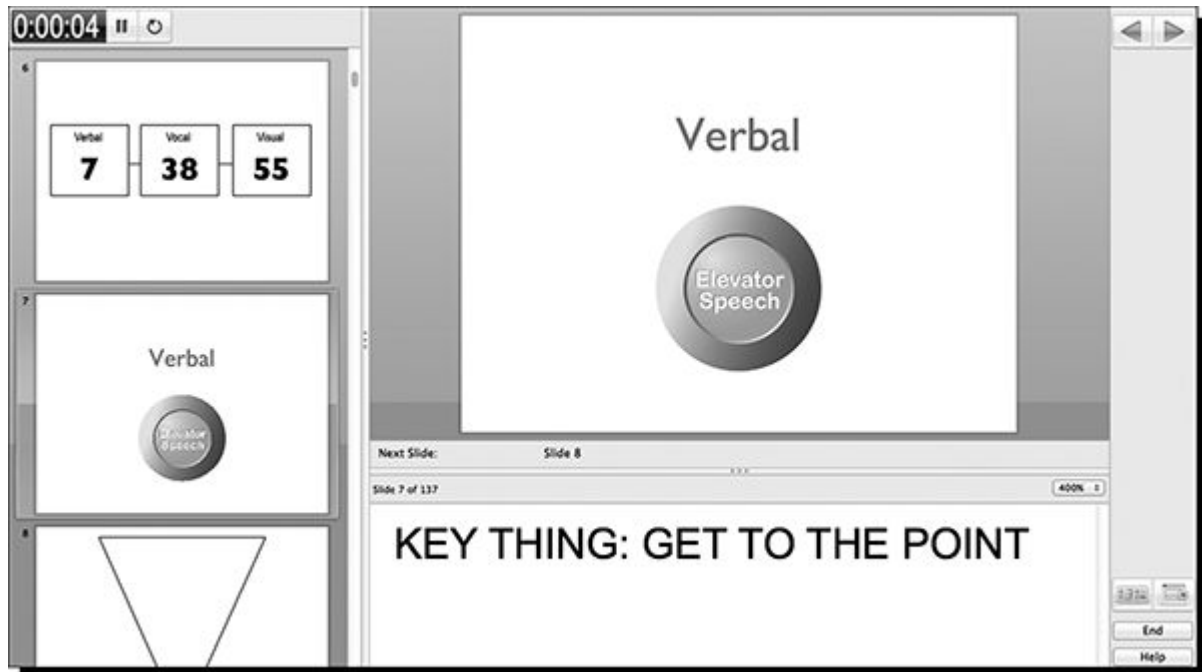 0:00:04
6
Verbal
7
Vocal
38
Visual
55
7
Verbal
Elevator
Speech
8
Verbal
Elevator
Speech
Next Slide:
Slide 8
Slide 7 of 137
400%
KEY THING: GET TO THE POINT
End
Help